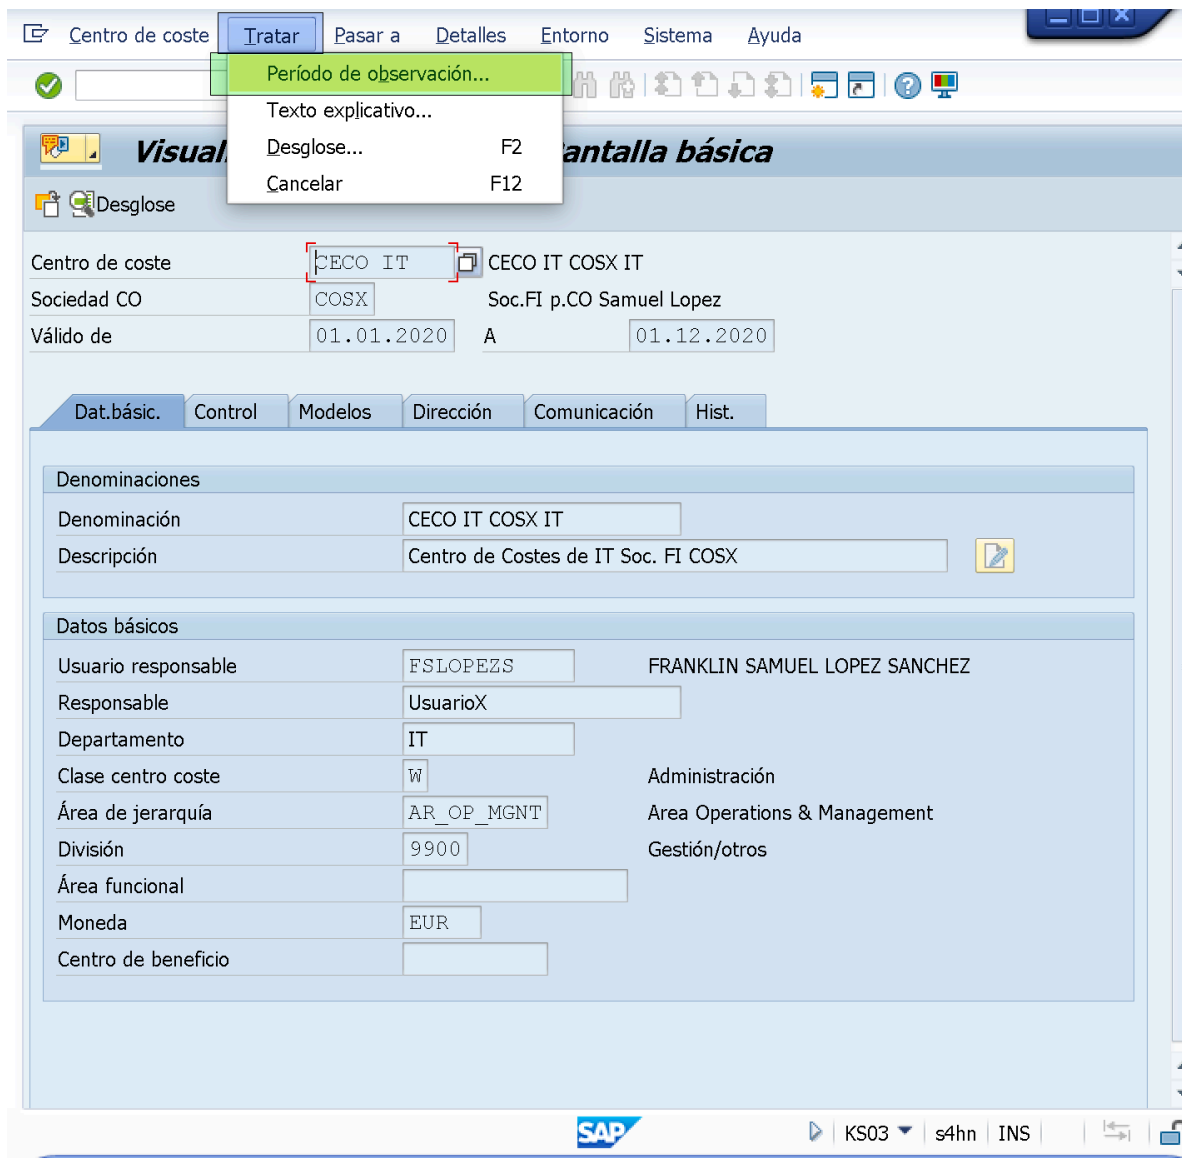 Centro de coste Tratar Pasar a Detalles Entorno Sistema Ayuda
Período de observación...
Texto explicativo...
Desglose... F2
Cancelar F12
Visual Pantalla básica
Desglose
Centro de coste CECO IT CECO IT COSX IT
Sociedad CO COSX Soc.FI p.CO Samuel Lopez
Válido de 01.01.2020 A 01.12.2020
Dat.básic. Control Modelos Dirección Comunicación Hist.
Denominaciones
Denominación CECO IT COSX IT
Descripción Centro de Costes de IT Soc. FI COSX
Datos básicos
Usuario responsable FSLOPEZS FRANKLIN SAMUEL LOPEZ SANCHEZ
Responsable UsuarioX
Departamento IT
Clase centro coste W Administración
Área de jerarquía AR_OP_MGNT Area Operations & Management
División 9900 Gestión/otros
Área funcional
Moneda EUR
Centro de beneficio
SAP KS03 s4hn INS